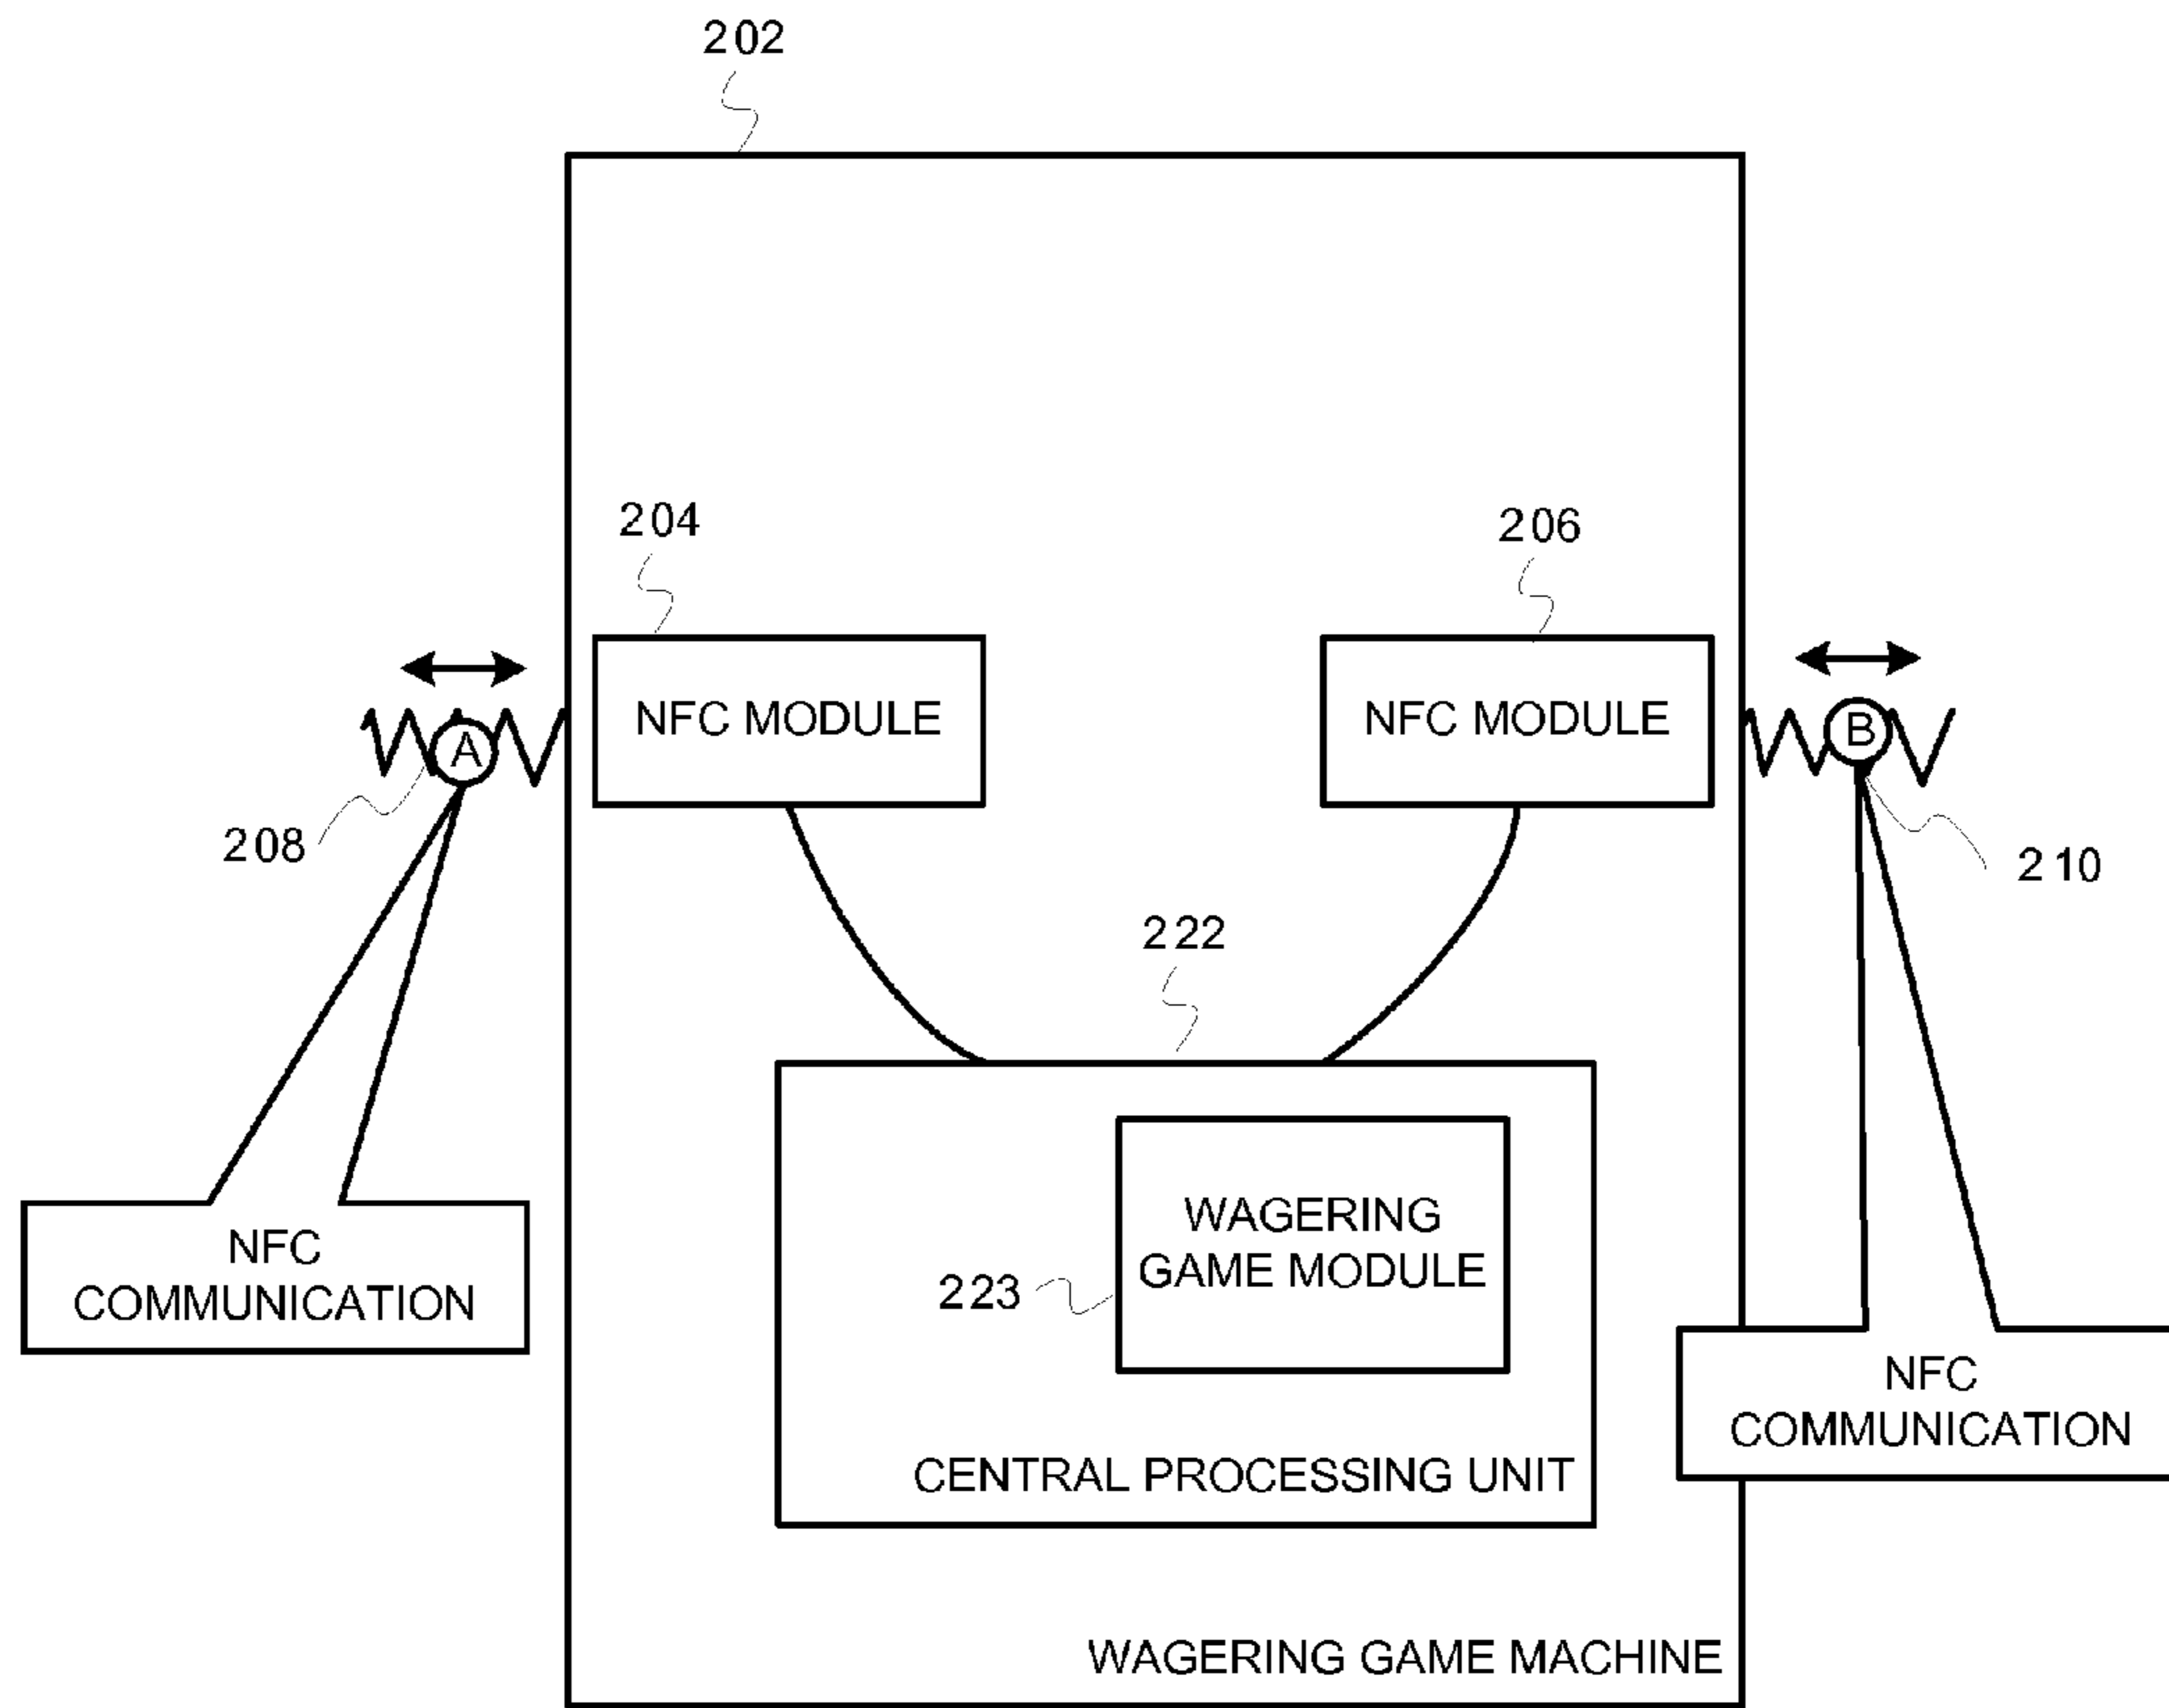 202
204
206
NFC MODULE
NFC MODULE
A
B
208
210
222
WAGERING
GAME MODULE
223
NFC
COMMUNICATION
NFC
COMMUNICATION
CENTRAL PROCESSING UNIT
WAGERING GAME MACHINE